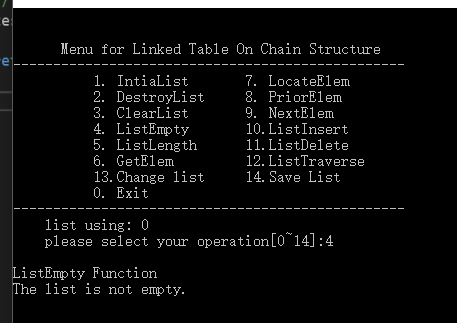 Menu for Linked Table On Chain Structure
-------------------------------------------------
1. IntiaList 7. LocateElem
2. DestroyList 8. PriorElem
3. ClearList 9. NextElem
4. ListEmpty 10.ListInsert
5. ListLength 11.ListDelete
6. GetElem 12.ListTraverse
13.Change list 14.Save List
0. Exit
-------------------------------------------------
list using: 0
please select your operation[0~14]:4
ListEmpty Function
The list is not empty.